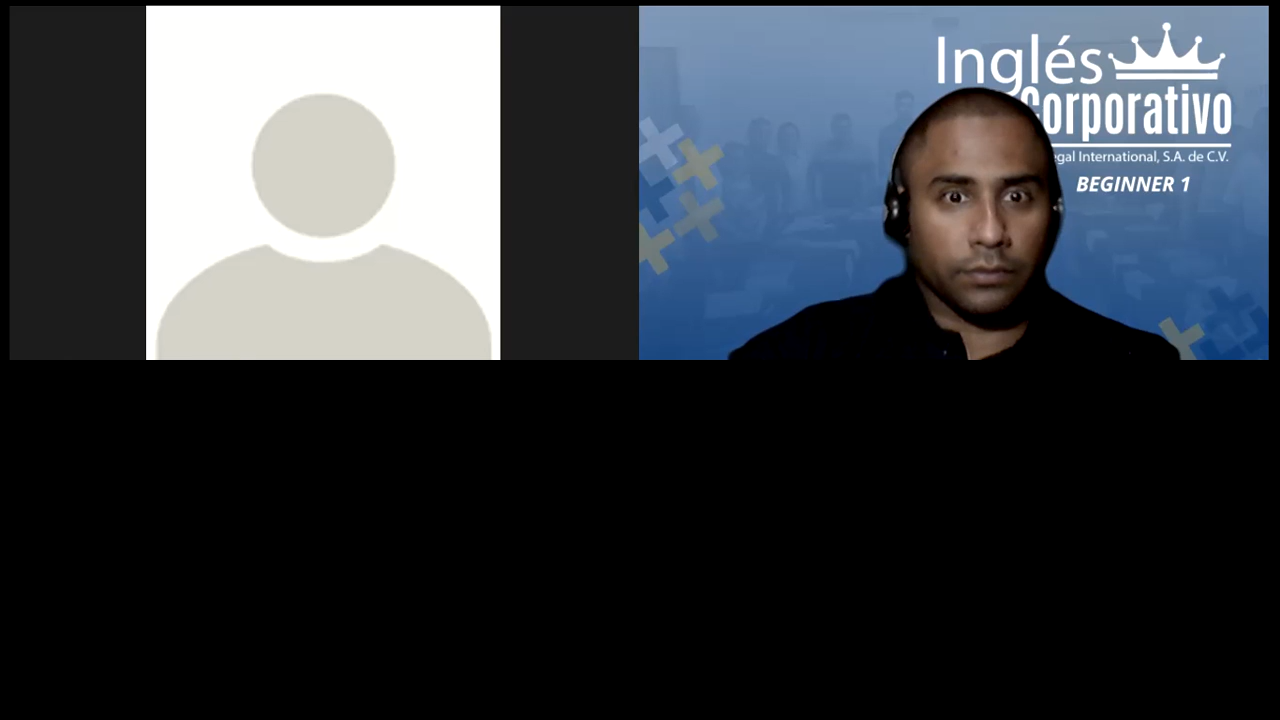 Inglés
Corporativo
International, S.A. de C.V.
BEGINNER 1